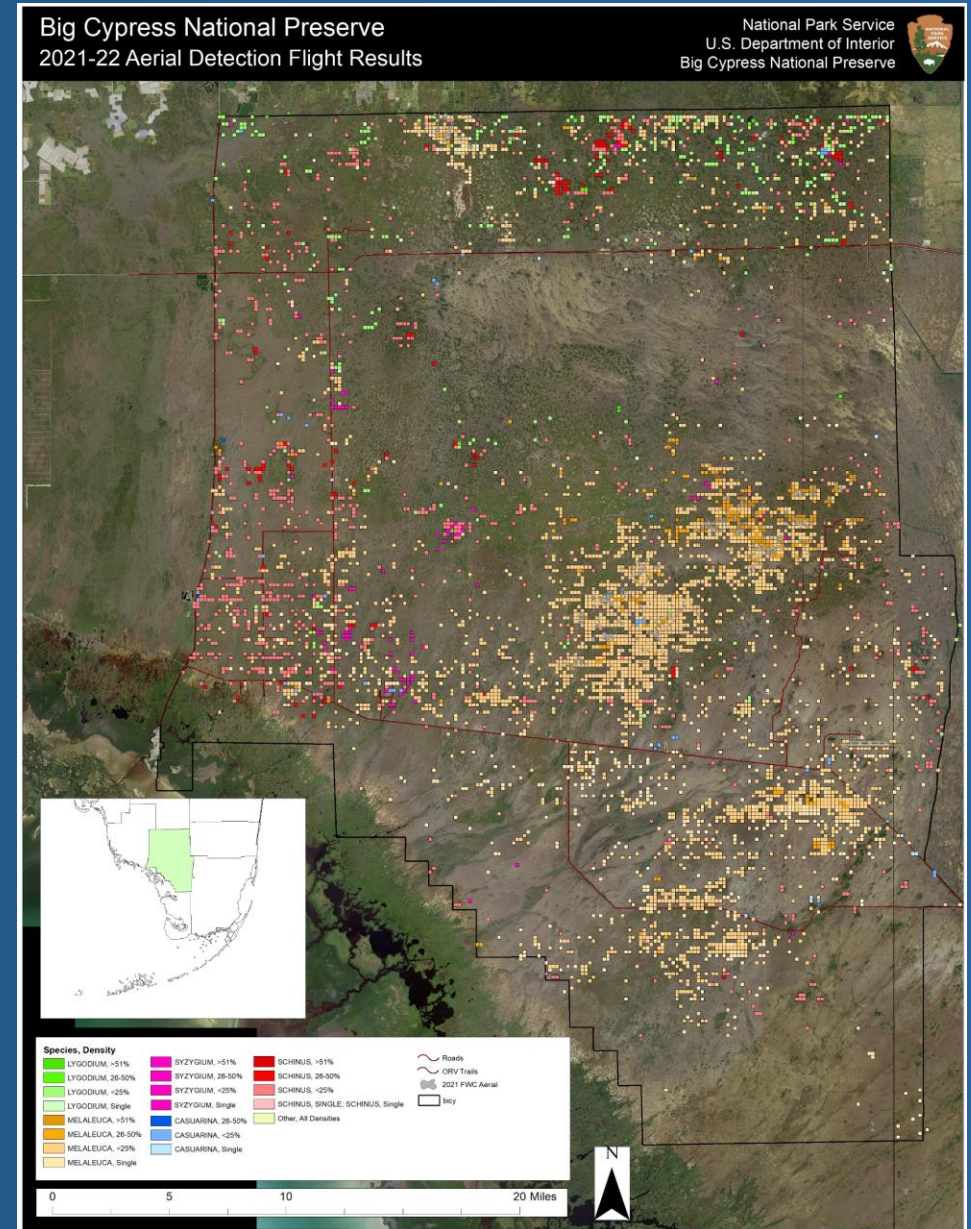 Big Cypress National Preserve
2021-22 Aerial Detection Flight Results
National Park Service
U.S. Department of Interior
Big Cypress National Preserve
NATIONAL
PARK
SERVICE
Species, Density
LYGODIUM, >51%
LYGODIUM, 26-50%
LYGODIUM, <25%
LYGODIUM, Single
MELALEUCA, >51%
MELALEUCA, 26-50%
MELALEUCA, <25%
MELALEUCA, Single
SYZYGIUM, >51%
SYZYGIUM, 26-50%
SYZYGIUM, <25%
SYZYGIUM, Single
CASUARINA, 26-50%
CASUARINA, <25%
CASUARINA, Single
SCHINUS, >51%
SCHINUS, 26-50%
SCHINUS, <25%
SCHINUS, SINGLE; SCHINUS, Single
Other, All Densities
Roads
ORV Trails
2021 FWC Aerial
bicy
0 5 10 20 Miles
N